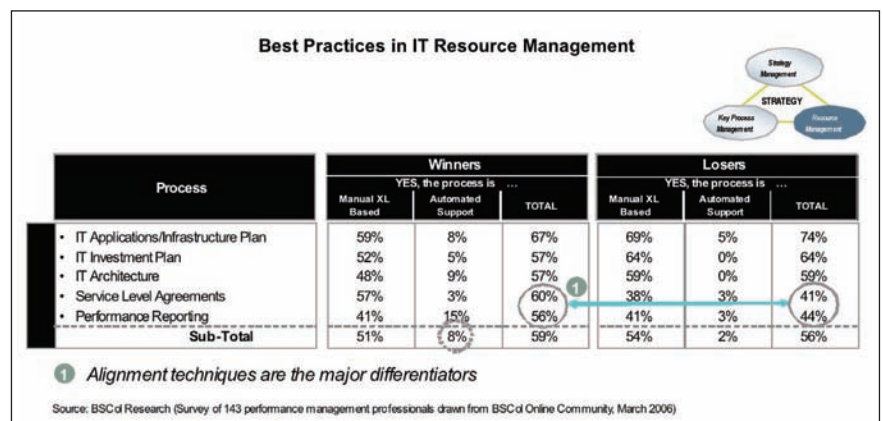 Best Practices in IT Resource Management
Strategy Management
STRATEGY
Key Process Management
Resource Management
Process
Winners
Losers
YES, the process is ...
YES, the process is ...
Manual XL Based
Automated Support
TOTAL
Manual XL Based
Automated Support
TOTAL
• IT Applications/Infrastructure Plan 59% 8% 67% 69% 5% 74%
• IT Investment Plan 52% 5% 57% 64% 0% 64%
• IT Architecture 48% 9% 57% 59% 0% 59%
• Service Level Agreements 57% 3% 60% 1 38% 3% 41%
• Performance Reporting 41% 15% 56% 41% 3% 44%
Sub-Total 51% 8% 59% 54% 2% 56%
1 Alignment techniques are the major differentiators
Source: BSCol Research (Survey of 143 performance management professionals drawn from BSCol Online Community, March 2006)